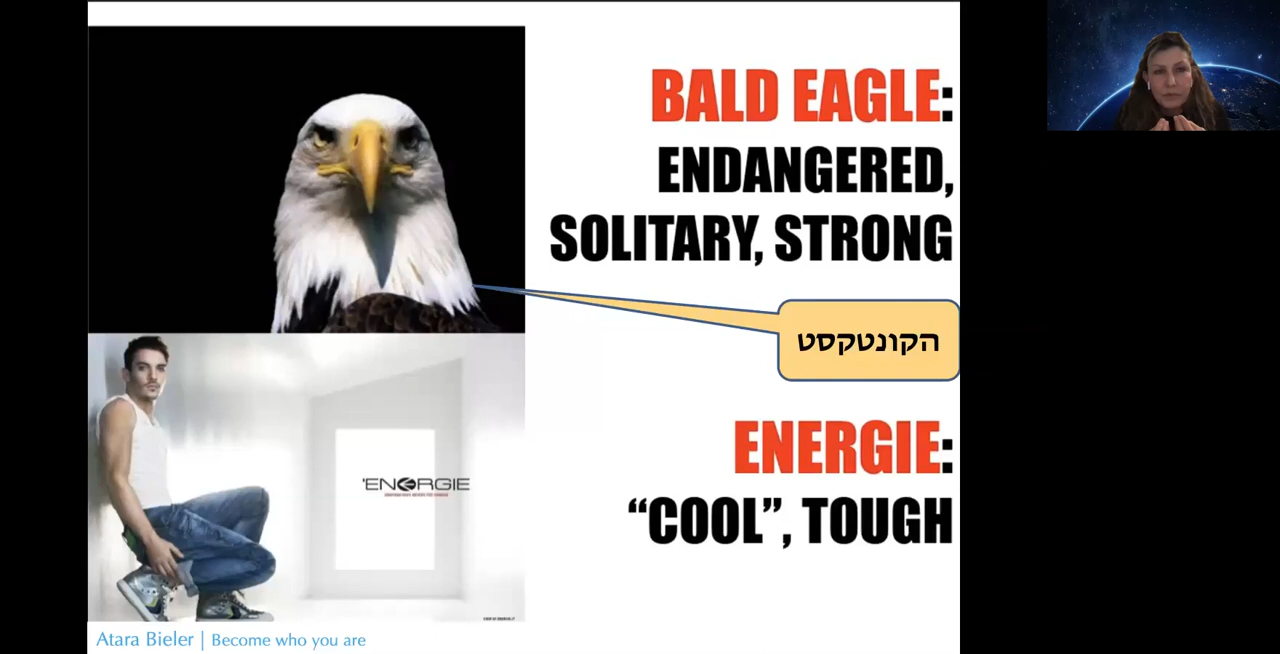 BALD EAGLE:
ENDANGERED,
SOLITARY, STRONG
הקונטקסט
'ENERGIE
ENERGIE:
“COOL”, TOUGH
Atara Bieler | Become who you are